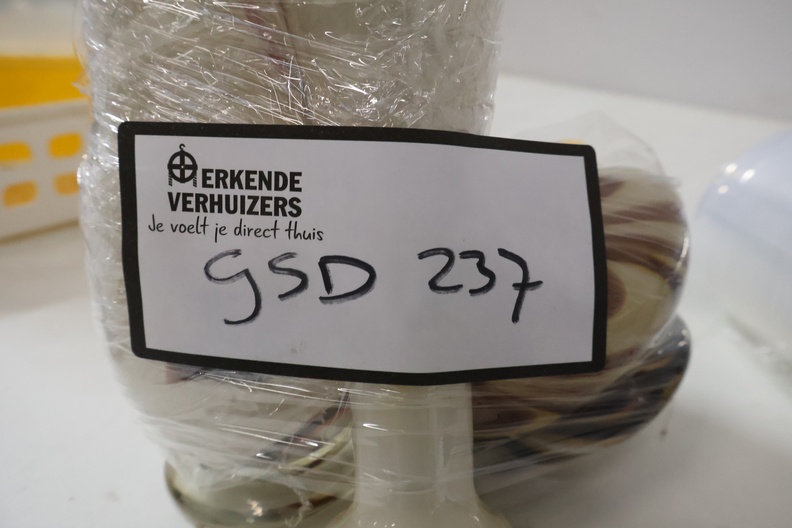 ERKENDE
VERHUIZERS
Je voelt je direct thuis
GSD 237